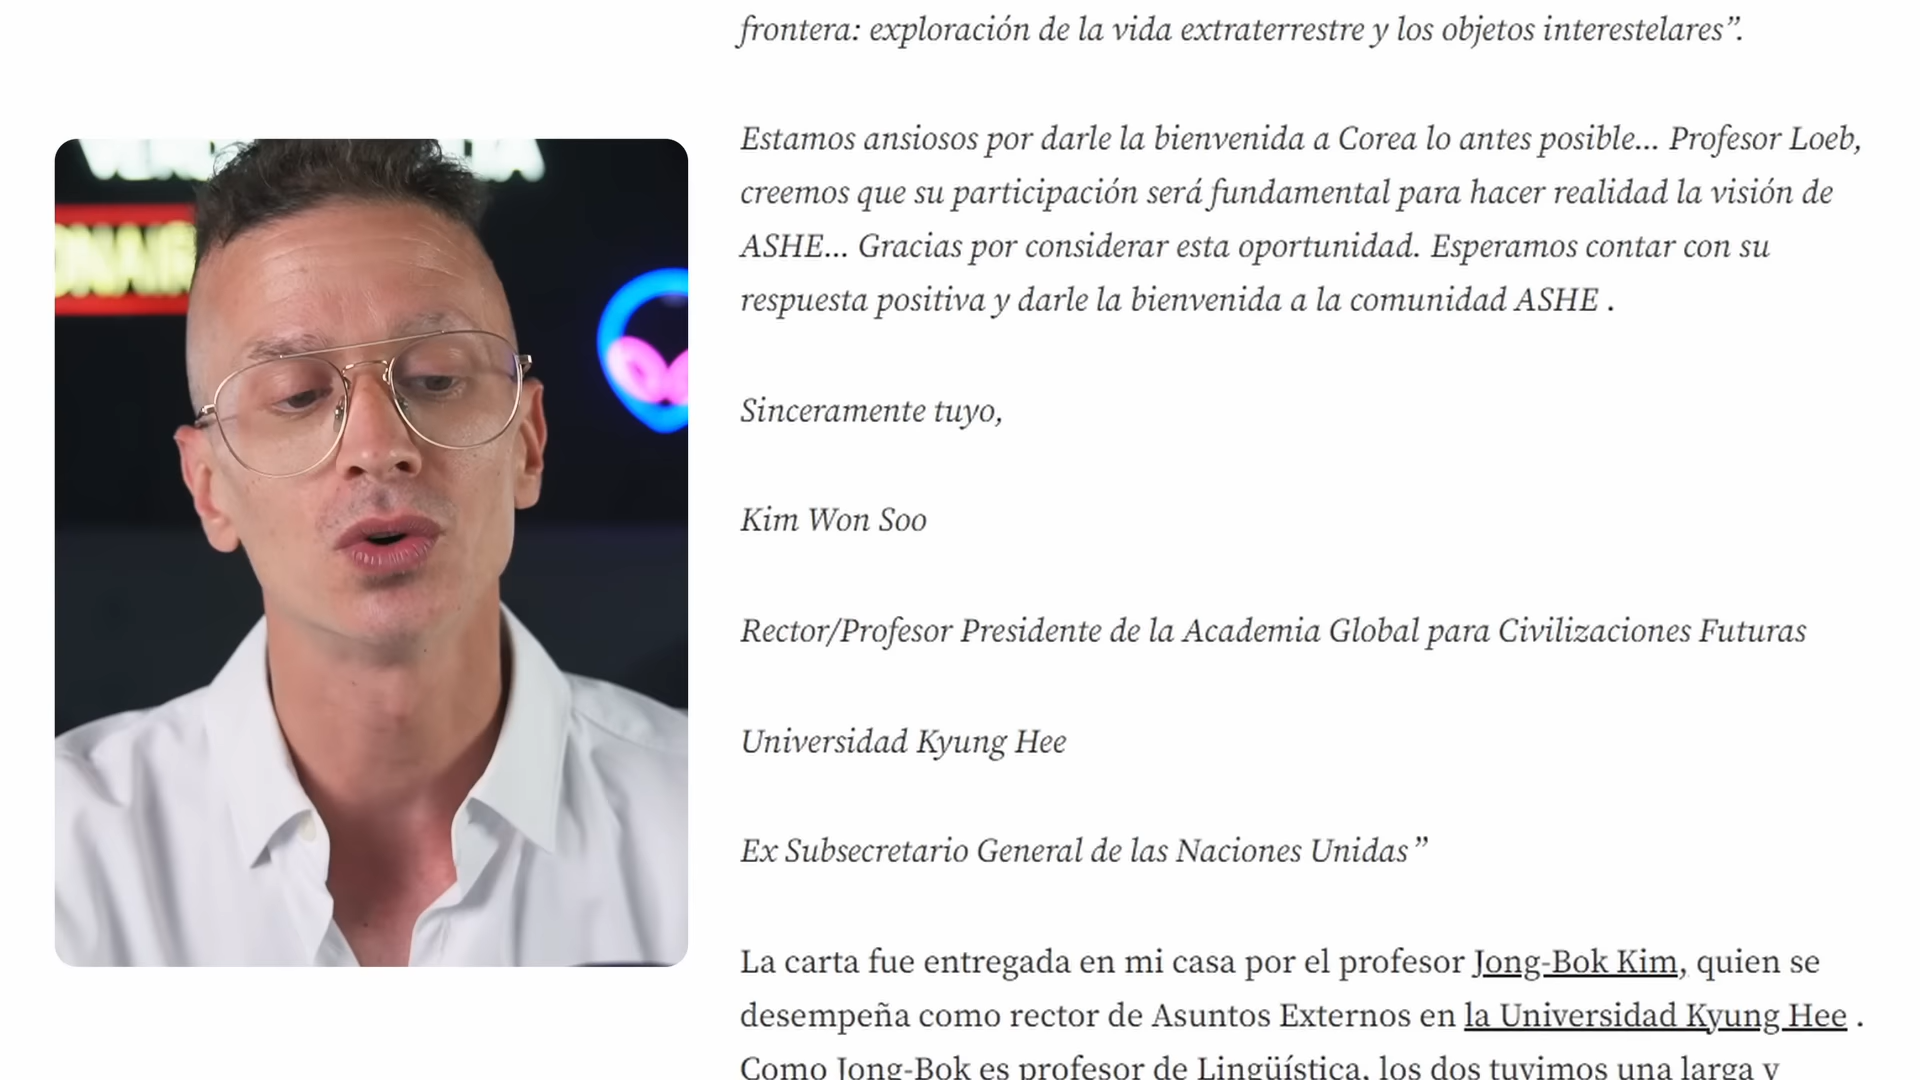 frontera: exploración de la vida extraterrestre y los objetos interestelares”.
Estamos ansiosos por darle la bienvenida a Corea lo antes posible... Profesor Loeb,
creemos que su participación será fundamental para hacer realidad la visión de
ASHE... Gracias por considerar esta oportunidad. Esperamos contar con su
respuesta positiva y darle la bienvenida a la comunidad ASHE .
Sinceramente tuyo,
Kim Won Soo
Rector/Profesor Presidente de la Academia Global para Civilizaciones Futuras
Universidad Kyung Hee
Ex Subsecretario General de las Naciones Unidas”
La carta fue entregada en mi casa por el profesor Jong-Bok Kim, quien se
desempeña como rector de Asuntos Externos en la Universidad Kyung Hee .
Como Jong-Bok es profesor de Lingüística, los dos tuvimos una larga y